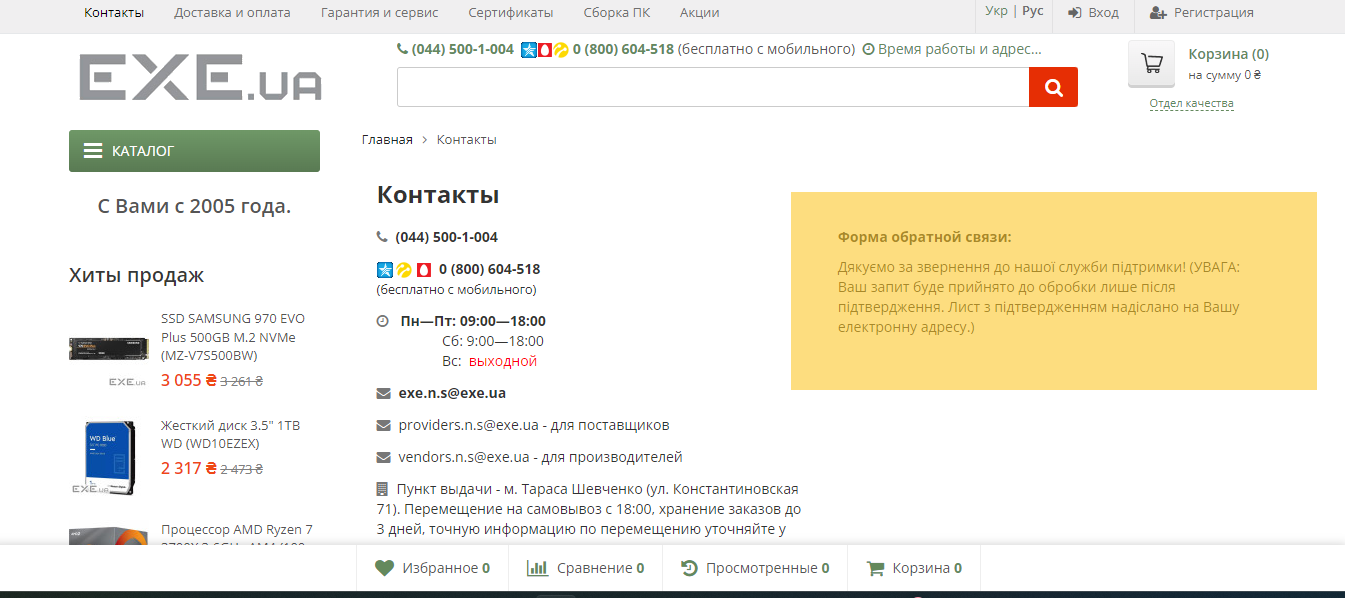 Контакты Доставка и оплата Гарантия и сервис Сертификаты Сборка ПК Акции Укр | Рус Вход Регистрация
EXE.UA
(044) 500-1-004 0 (800) 604-518 (бесплатно с мобильного) Время работы и адрес...
Корзина (0)
на сумму 0 ₴
Отдел качества
КАТАЛОГ
С Вами с 2005 года.
Хиты продаж
SSD SAMSUNG 970 EVO
Plus 500GB M.2 NVMe
(MZ-V7S500BW)
3 055 ₴ 3 261 ₴
EXE.UA
Жесткий диск 3.5" 1TB
WD (WD10EZEX)
2 317 ₴ 2 473 ₴
WD Blue
EXE.UA
Процессор AMD Ryzen 7
Главная > Контакты
Контакты
(044) 500-1-004
0 (800) 604-518
(бесплатно с мобильного)
Пн—Пт: 09:00—18:00
Сб: 9:00—18:00
Вс: выходной
exe.n.s@exe.ua
providers.n.s@exe.ua - для поставщиков
vendors.n.s@exe.ua - для производителей
Пункт выдачи - м. Тараса Шевченко (ул. Константиновская
71). Перемещение на самовывоз с 18:00, хранение заказов до
3 дней, точную информацию по перемещению уточняйте у
Форма обратной связи:
Дякуємо за звернення до нашої служби підтримки! (УВАГА:
Ваш запит буде прийнято до обробки лише після
підтвердження. Лист з підтвердженням надіслано на Вашу
електронну адресу.)
Избранное 0 Сравнение 0 Просмотренные 0 Корзина 0